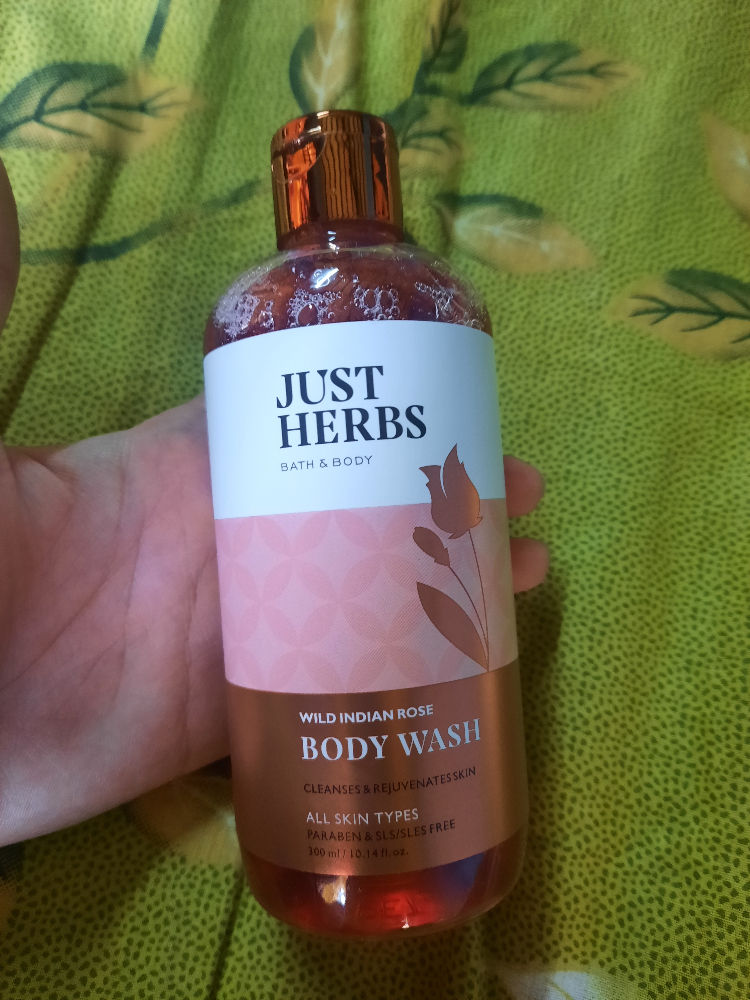 JUST
HERBS
BATH & BODY
WILD INDIAN ROSE
BODY WASH
CLEANSES & REJUVENATES SKIN
ALL SKIN TYPES
PARABEN & SLS/SLES FREE
300 ml / 10.14 fl. oz.